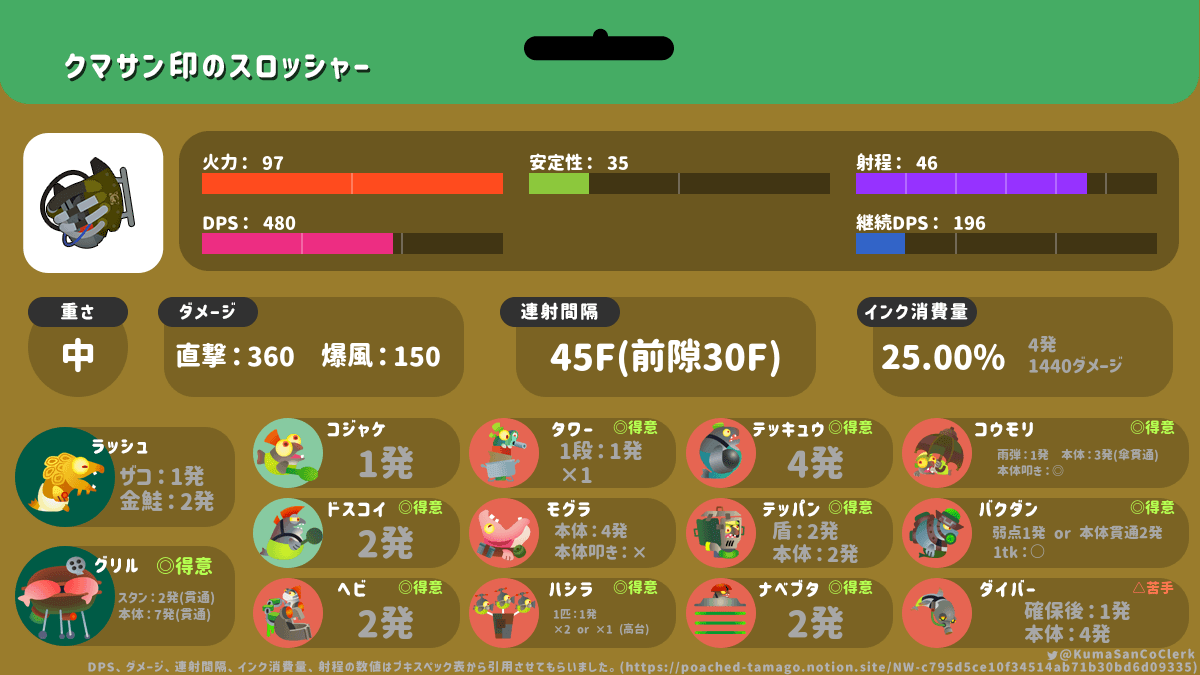 クマサン印のスロッシャー
火力： 97
安定性： 35
射程： 46
DPS： 480
継続DPS： 196
重さ
中
ダメージ
直撃：360 爆風：150
連射間隔
45F(前隙30F)
インク消費量
25.00%
4発
1440ダメージ
ラッシュ
ザコ：1発
金鮭：2発
コジャケ
1発
タワー ◎得意
1段：1発
×1
テッキュウ ◎得意
4発
コウモリ ◎得意
雨弾：1発 本体：3発(傘貫通)
本体叩き：◎
ドスコイ ◎得意
2発
モグラ
本体：4発
本体叩き：×
テッパン ◎得意
盾：2発
本体：2発
バクダン ◎得意
弱点1発 or 本体貫通2発
1tk：○
グリル ◎得意
スタン：2発(貫通)
本体：7発(貫通)
ヘビ ◎得意
2発
ハシラ ◎得意
1匹：1発
×2 or ×1 (高台)
ナベブタ ◎得意
2発
ダイバー △苦手
確保後：1発
本体：4発
@KumaSanCoClerk
DPS、ダメージ、連射間隔、インク消費量、射程の数値はブキスペック表から引用させてもらいました。(https://poached-tamago.notion.site/NW-c795d5ce10f34514ab71b30bd6d09335)